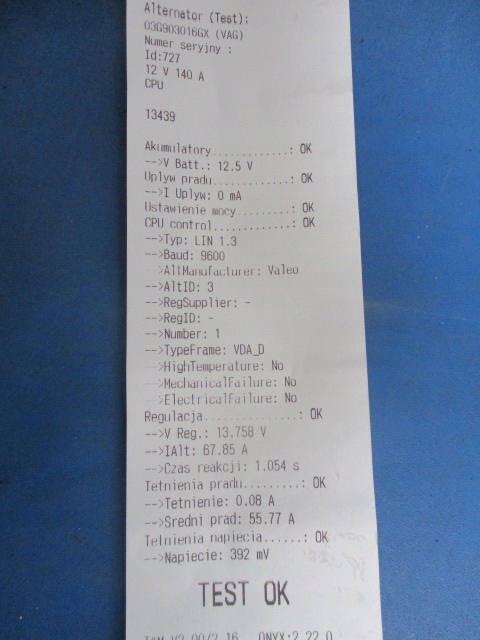 Alternator (Test):
03G903016GX (VAG)
Numer seryjny :
Id:727
12 V 140 A
CPU
13439
Akumulatory............: OK
-->V Batt.: 12.5 V
Uplyw pradu............: OK
-->I Uplyw: 0 mA
Ustawienie mocy........: OK
CPU control............: OK
-->Typ: LIN 1.3
-->Baud: 9600
-->AltManufacturer: Valeo
-->AltID: 3
-->RegSupplier: -
-->RegID: -
-->Number: 1
-->TypeFrame: VDA_D
-->HighTemperature: No
-->MechanicalFailure: No
-->ElectricalFailure: No
Regulacja..............: OK
-->V Reg.: 13.758 V
-->IAlt: 67.85 A
-->Czas reakcji: 1.054 s
Tetnienia pradu.........: OK
-->Tetnienie: 0.08 A
-->Sredni prad: 55.77 A
Tetnienia napiecia......: OK
-->Napiecie: 392 mV
TEST OK
ONYX:2.22.0